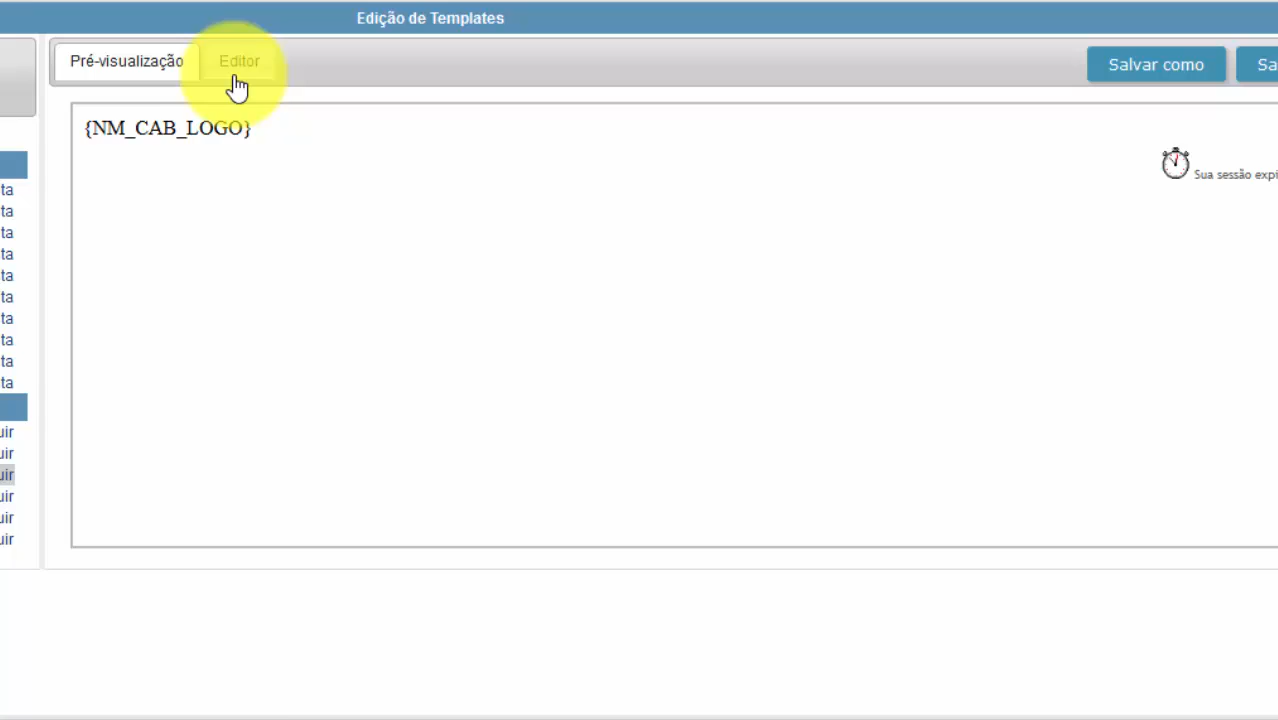 Edição de Templates
Pré-visualização Editor Salvar como Sa
{NM_CAB_LOGO}
Sua sessão expi
ta
ta
ta
ta
ta
ta
ta
ta
ta
ta
uir
uir
uir
uir
uir
uir